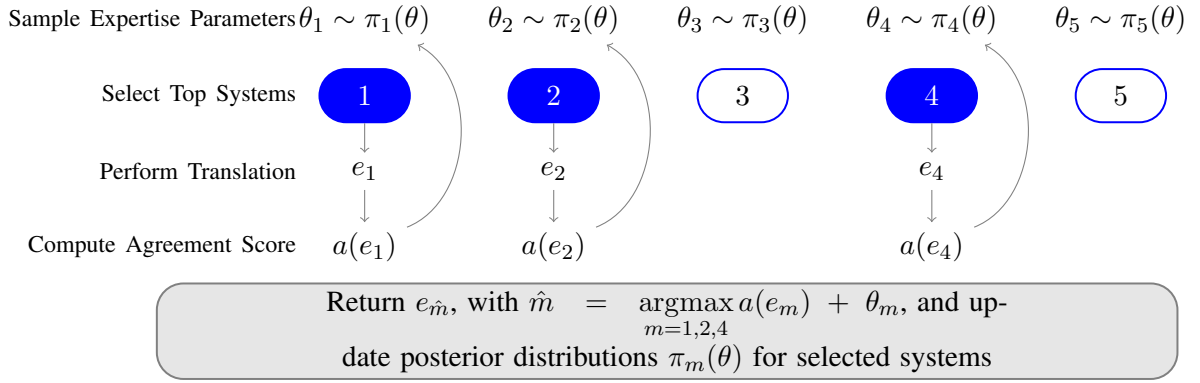 Sample Expertise Parameters θ₁ ∼ π₁(θ) θ₂ ∼ π₂(θ) θ₃ ∼ π₃(θ) θ₄ ∼ π₄(θ) θ₅ ∼ π₅(θ)
Select Top Systems 1 2 3 4 5
Perform Translation e₁ e₂ e₄
Compute Agreement Score a(e₁) a(e₂) a(e₄)
Return e_m̂, with m̂ = argmax a(e_m) + θ_m, and up-
m=1,2,4
date posterior distributions π_m(θ) for selected systems